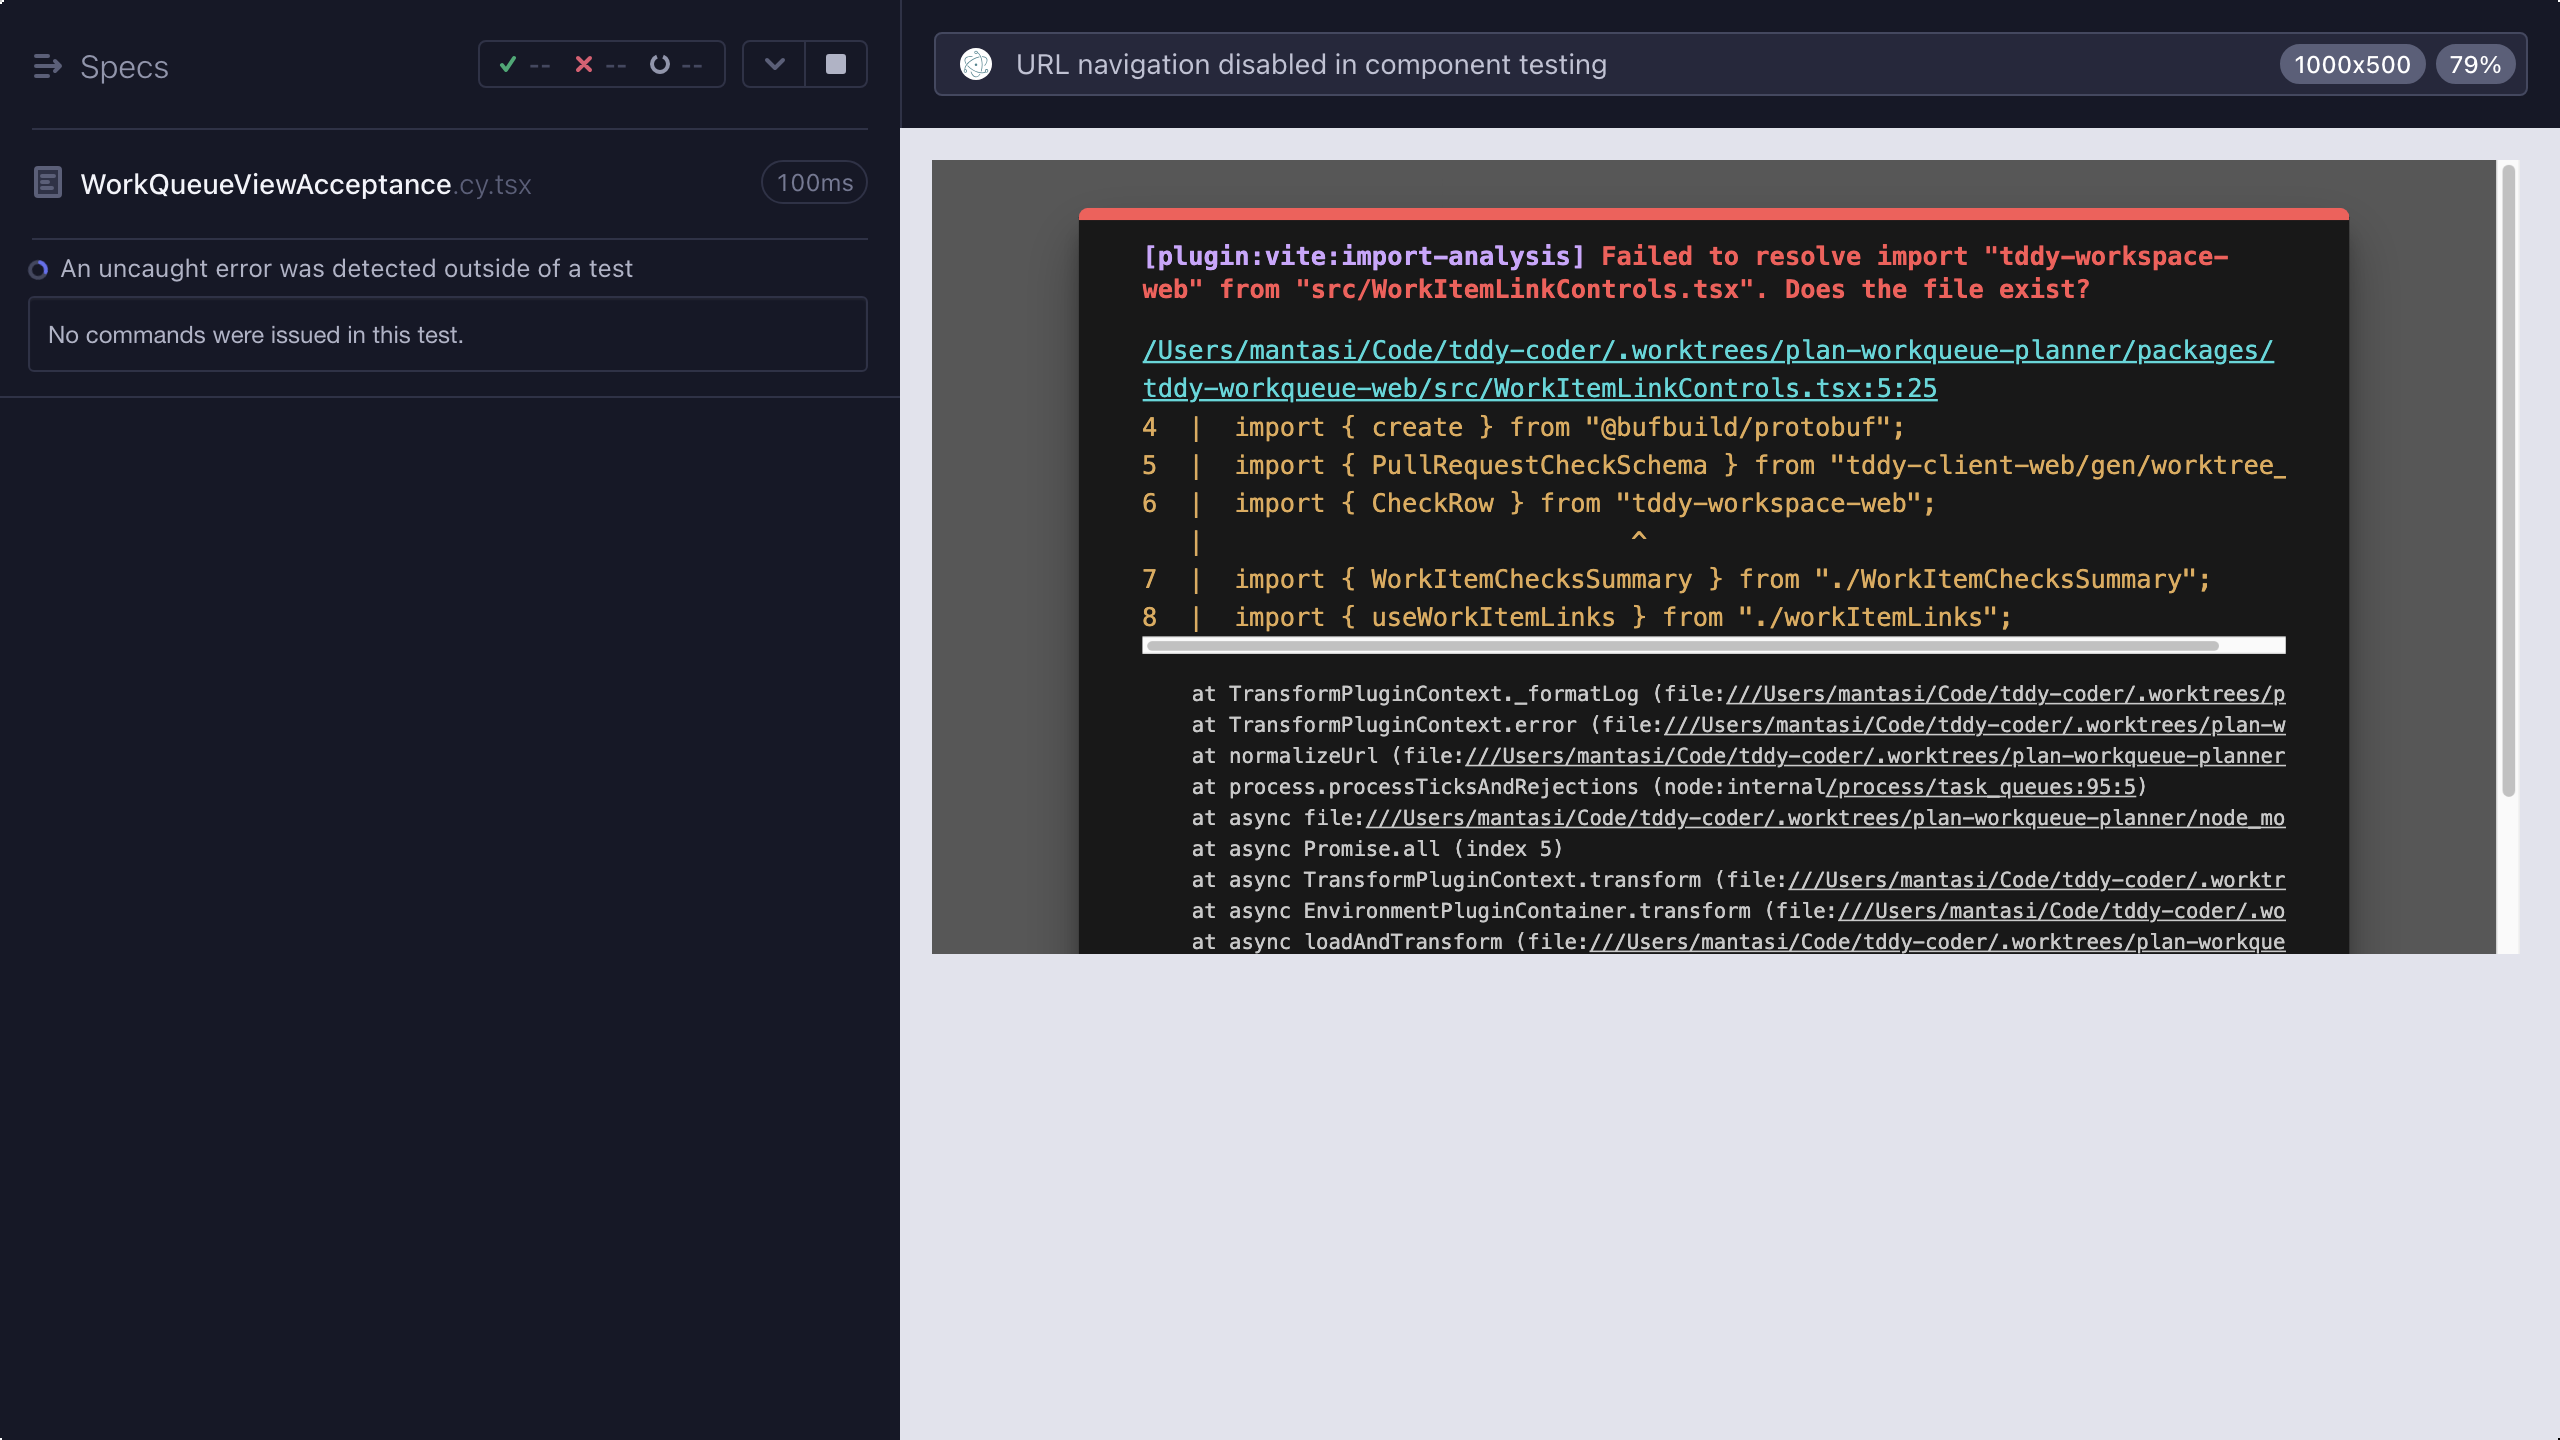 Specs
-- -- --
WorkQueueViewAcceptance.cy.tsx
100ms
An uncaught error was detected outside of a test
No commands were issued in this test.
URL navigation disabled in component testing
1000x500
79%
[plugin:vite:import-analysis] Failed to resolve import "tddy-workspace-
web" from "src/WorkItemLinkControls.tsx". Does the file exist?
/Users/mantasi/Code/tddy-coder/.worktrees/plan-workqueue-planner/packages/
tddy-workqueue-web/src/WorkItemLinkControls.tsx:5:25
4  |  import { create } from "@bufbuild/protobuf";
5  |  import { PullRequestCheckSchema } from "tddy-client-web/gen/worktree_
6  |  import { CheckRow } from "tddy-workspace-web";
   |                            ^
7  |  import { WorkItemChecksSummary } from "./WorkItemChecksSummary";
8  |  import { useWorkItemLinks } from "./workItemLinks";
at TransformPluginContext._formatLog (file:///Users/mantasi/Code/tddy-coder/.worktrees/p
at TransformPluginContext.error (file:///Users/mantasi/Code/tddy-coder/.worktrees/plan-w
at normalizeUrl (file:///Users/mantasi/Code/tddy-coder/.worktrees/plan-workqueue-planner
at process.processTicksAndRejections (node:internal/process/task_queues:95:5)
at async file:///Users/mantasi/Code/tddy-coder/.worktrees/plan-workqueue-planner/node_mo
at async Promise.all (index 5)
at async TransformPluginContext.transform (file:///Users/mantasi/Code/tddy-coder/.worktr
at async EnvironmentPluginContainer.transform (file:///Users/mantasi/Code/tddy-coder/.wo
at async loadAndTransform (file:///Users/mantasi/Code/tddy-coder/.worktrees/plan-workque